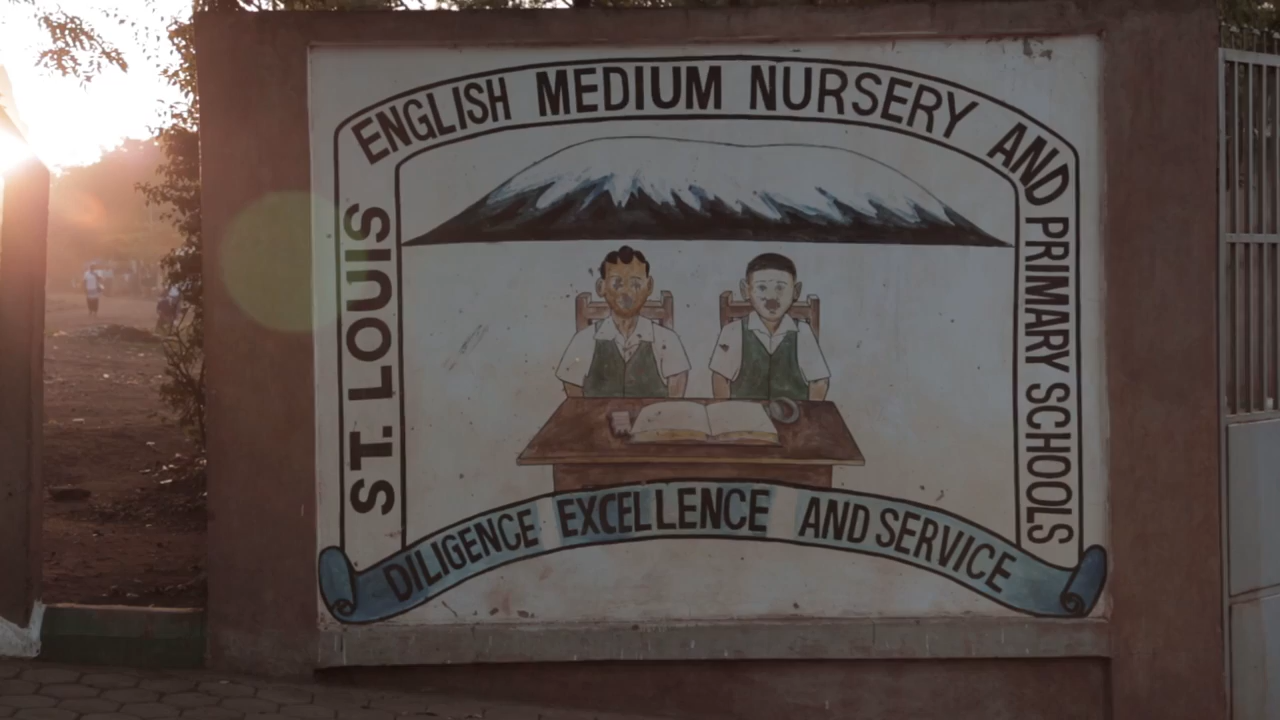 ST. LOUIS ENGLISH MEDIUM NURSERY AND PRIMARY SCHOOLS
DILIGENCE EXCELLENCE AND SERVICE